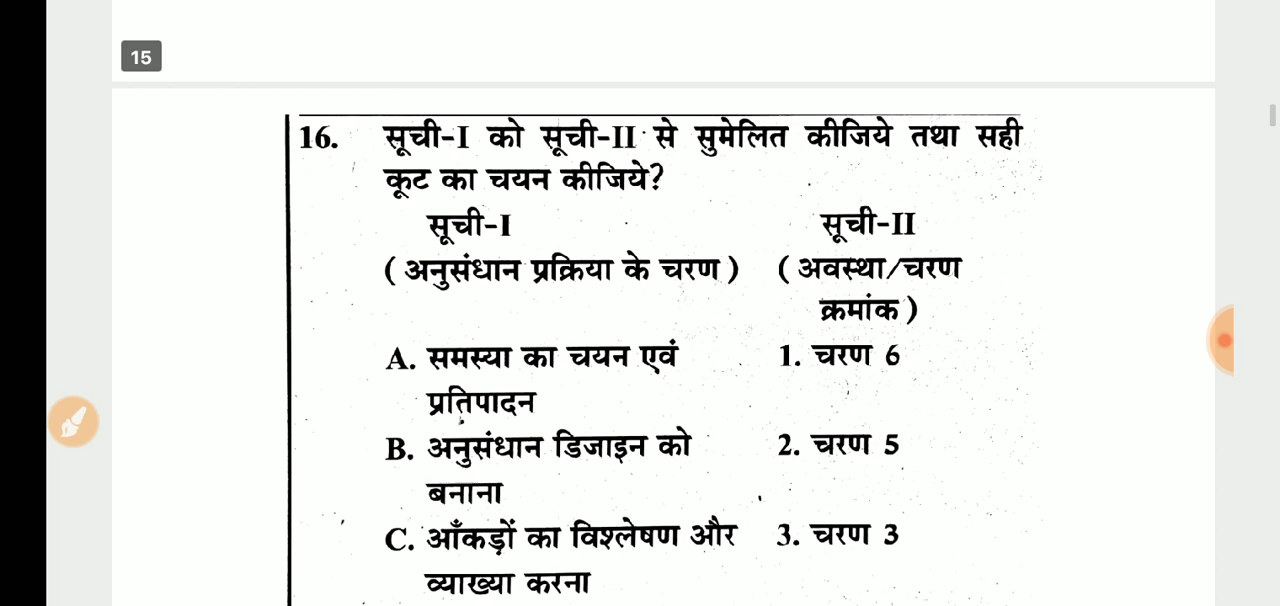 15
16. सूची-I को सूची-II से सुमेलित कीजिये तथा सही
कूट का चयन कीजिये?
सूची-I सूची-II
( अनुसंधान प्रक्रिया के चरण ) ( अवस्था/चरण
क्रमांक )
A. समस्या का चयन एवं 1. चरण 6
प्रतिपादन
B. अनुसंधान डिजाइन को 2. चरण 5
बनाना
C. आँकड़ों का विश्लेषण और 3. चरण 3
व्याख्या करना